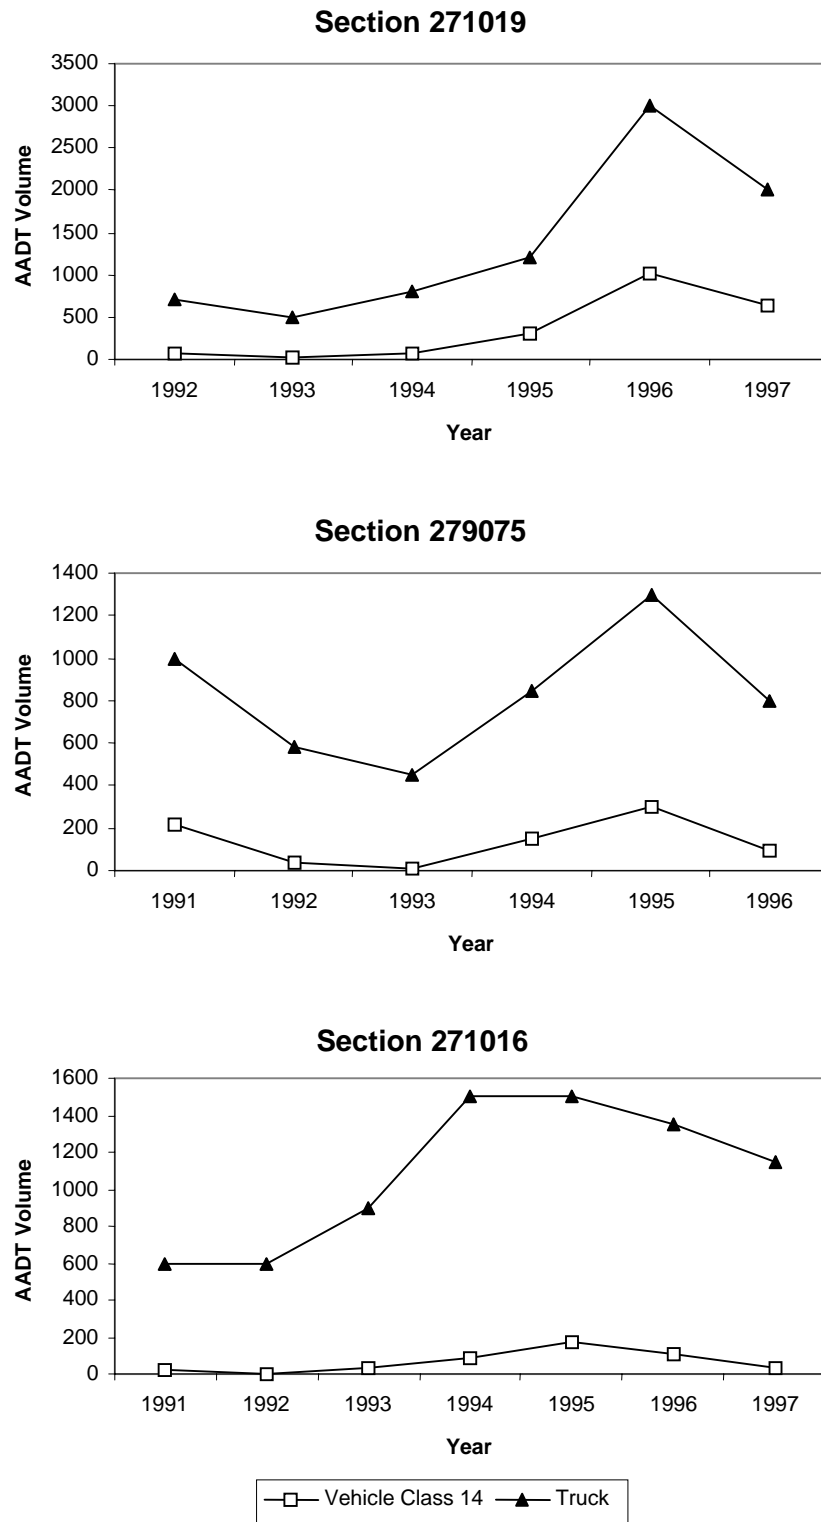 Section 271019
3500
3000
2500
2000
1500
1000
500
0
AADT Volume
1992 1993 1994 1995 1996 1997
Year
Section 279075
1400
1200
1000
800
600
400
200
0
AADT Volume
1991 1992 1993 1994 1995 1996
Year
Section 271016
1600
1400
1200
1000
800
600
400
200
0
AADT Volume
1991 1992 1993 1994 1995 1996 1997
Year
Vehicle Class 14 Truck